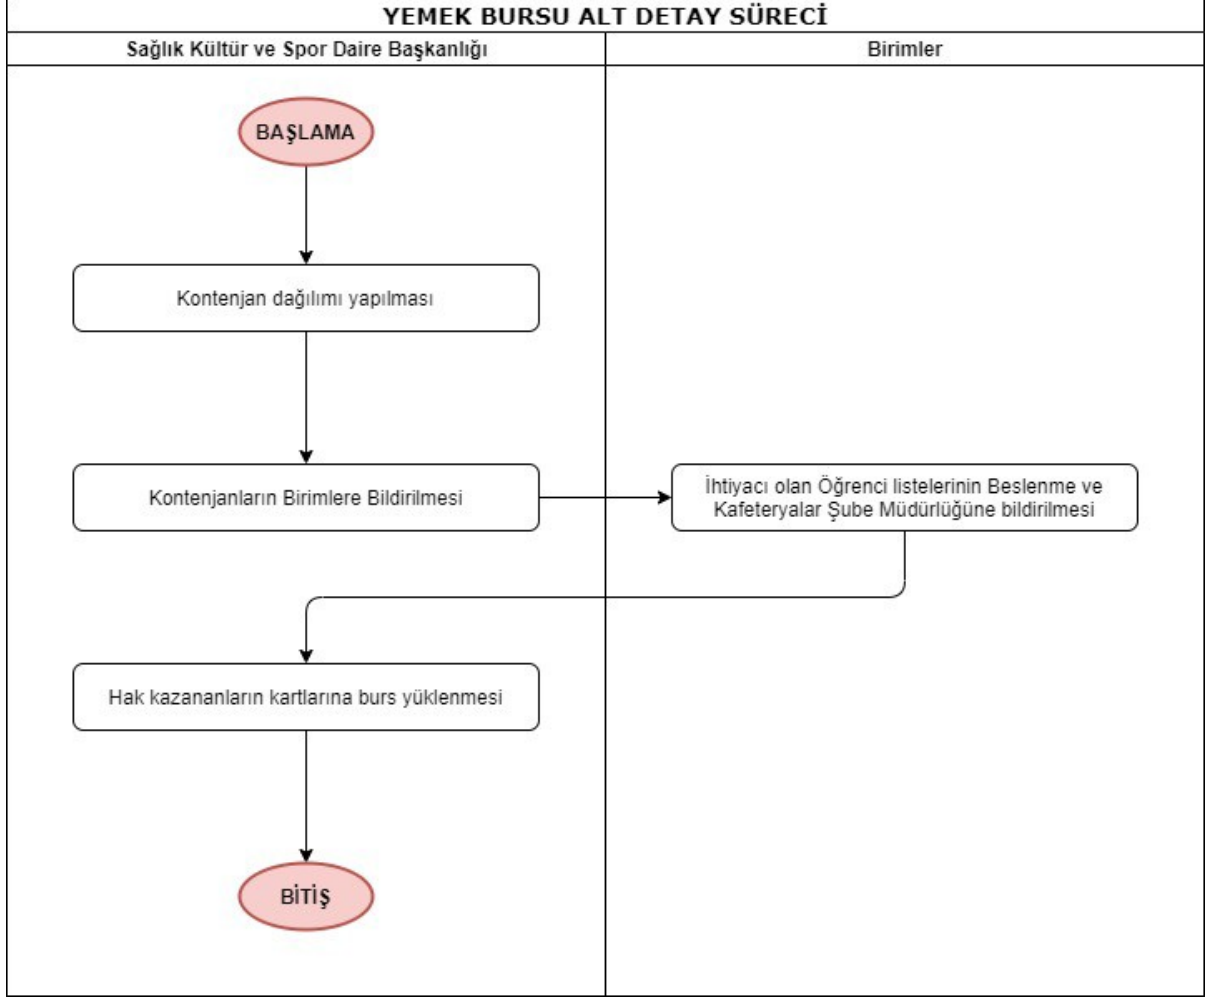 YEMEK BURSU ALT DETAY SÜRECİ
Sağlık Kültür ve Spor Daire Başkanlığı
Birimler
BAŞLAMA
Kontenjan dağılımı yapılması
Kontenjanların Birimlere Bildirilmesi
İhtiyacı olan Öğrenci listelerinin Beslenme ve
Kafeteryalar Şube Müdürlüğüne bildirilmesi
Hak kazananların kartlarına burs yüklenmesi
BİTİŞ